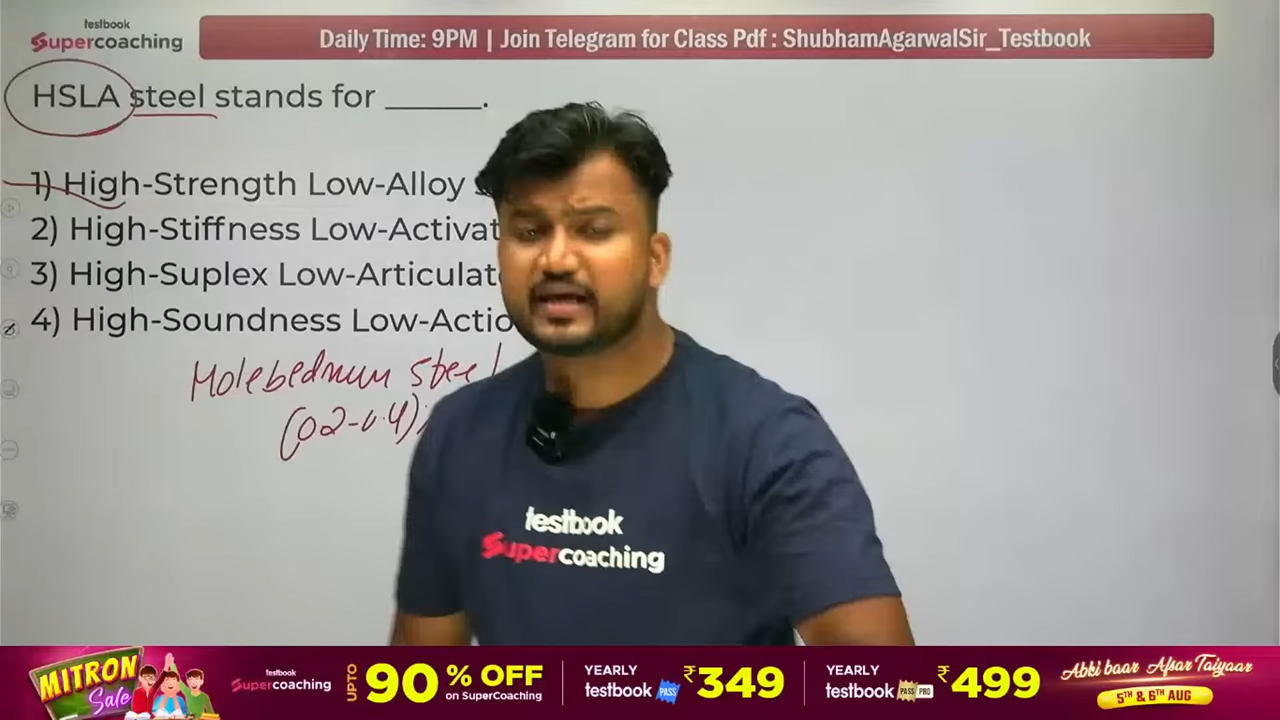 testbook
Supercoaching
Daily Time: 9PM | Join Telegram for Class Pdf : ShubhamAgarwalSir_Testbook
HSLA steel stands for ______.
1) High-Strength Low-Alloy
2) High-Stiffness Low-Activat
3) High-Suplex Low-Articulat
4) High-Soundness Low-Actio
Molebednum steel
(0.2-0.4)
testbook
Supercoaching
MITRON
Sale
testbook
Supercoaching
UPTO 90 % OFF
on SuperCoaching
YEARLY
testbook PASS
₹349
YEARLY
testbook PASS PRO
₹499
Abki baar Afsar Taiyaar
5TH & 6TH AUG